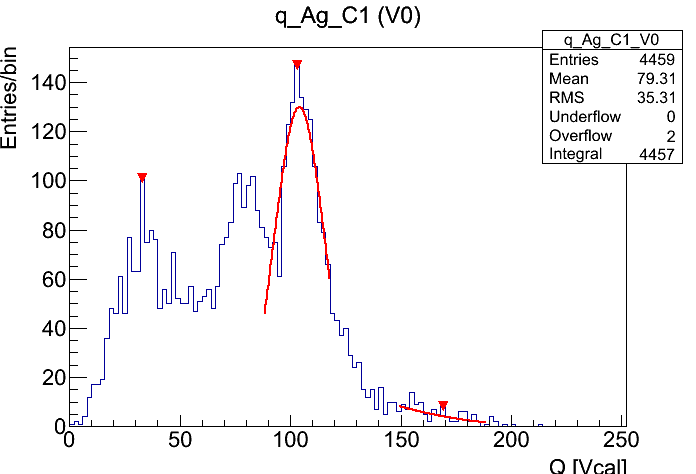 q_Ag_C1 (V0)
q_Ag_C1_V0
Entries 4459
Mean 79.31
RMS 35.31
Underflow 0
Overflow 2
Integral 4457
Entries/bin
140
120
100
80
60
40
20
0
0 50 100 150 200 250
Q [Vcal]